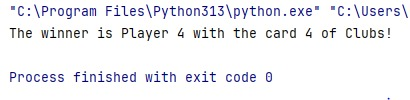 "C:\Program Files\Python313\python.exe" "C:\Users\
The winner is Player 4 with the card 4 of Clubs!
Process finished with exit code 0